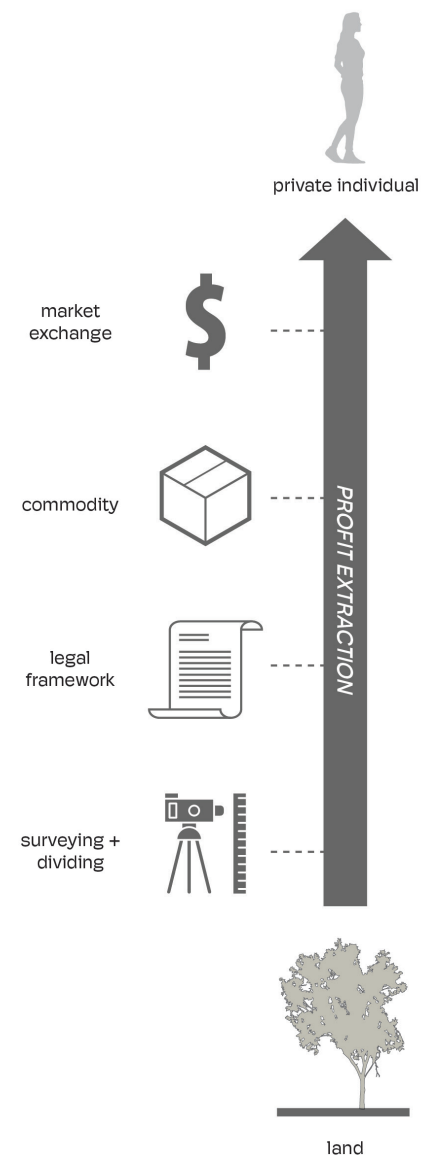 private individual
market
exchange
$
commodity
PROFIT EXTRACTION
legal
framework
surveying +
dividing
land